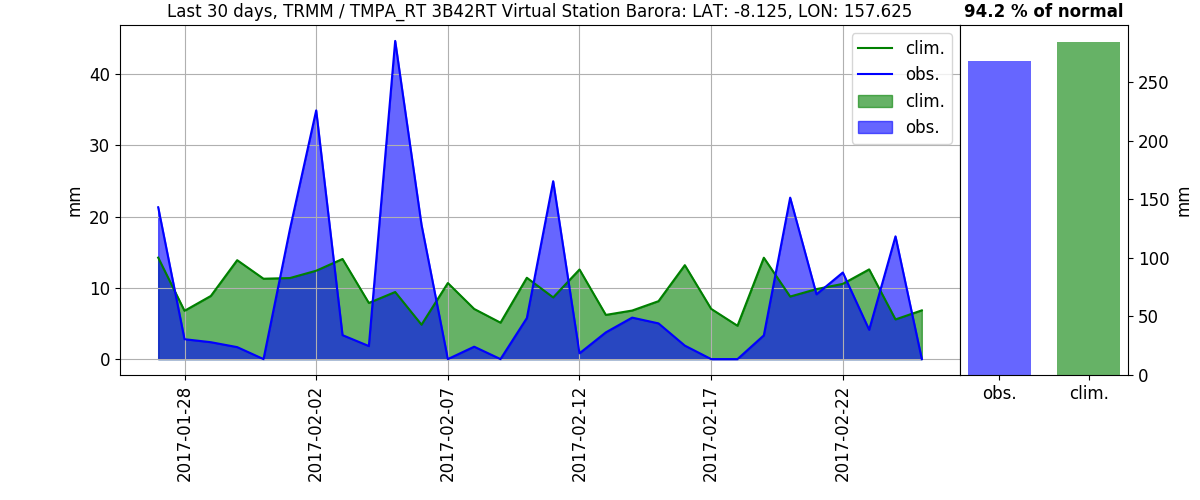 Last 30 days, TRMM / TMPA_RT 3B42RT Virtual Station Barora: LAT: -8.125, LON: 157.625
94.2 % of normal
clim.
obs.
clim.
obs.
mm
40
30
20
10
0
2017-01-28
2017-02-02
2017-02-07
2017-02-12
2017-02-17
2017-02-22
250
200
150
100
50
0
mm
obs.
clim.